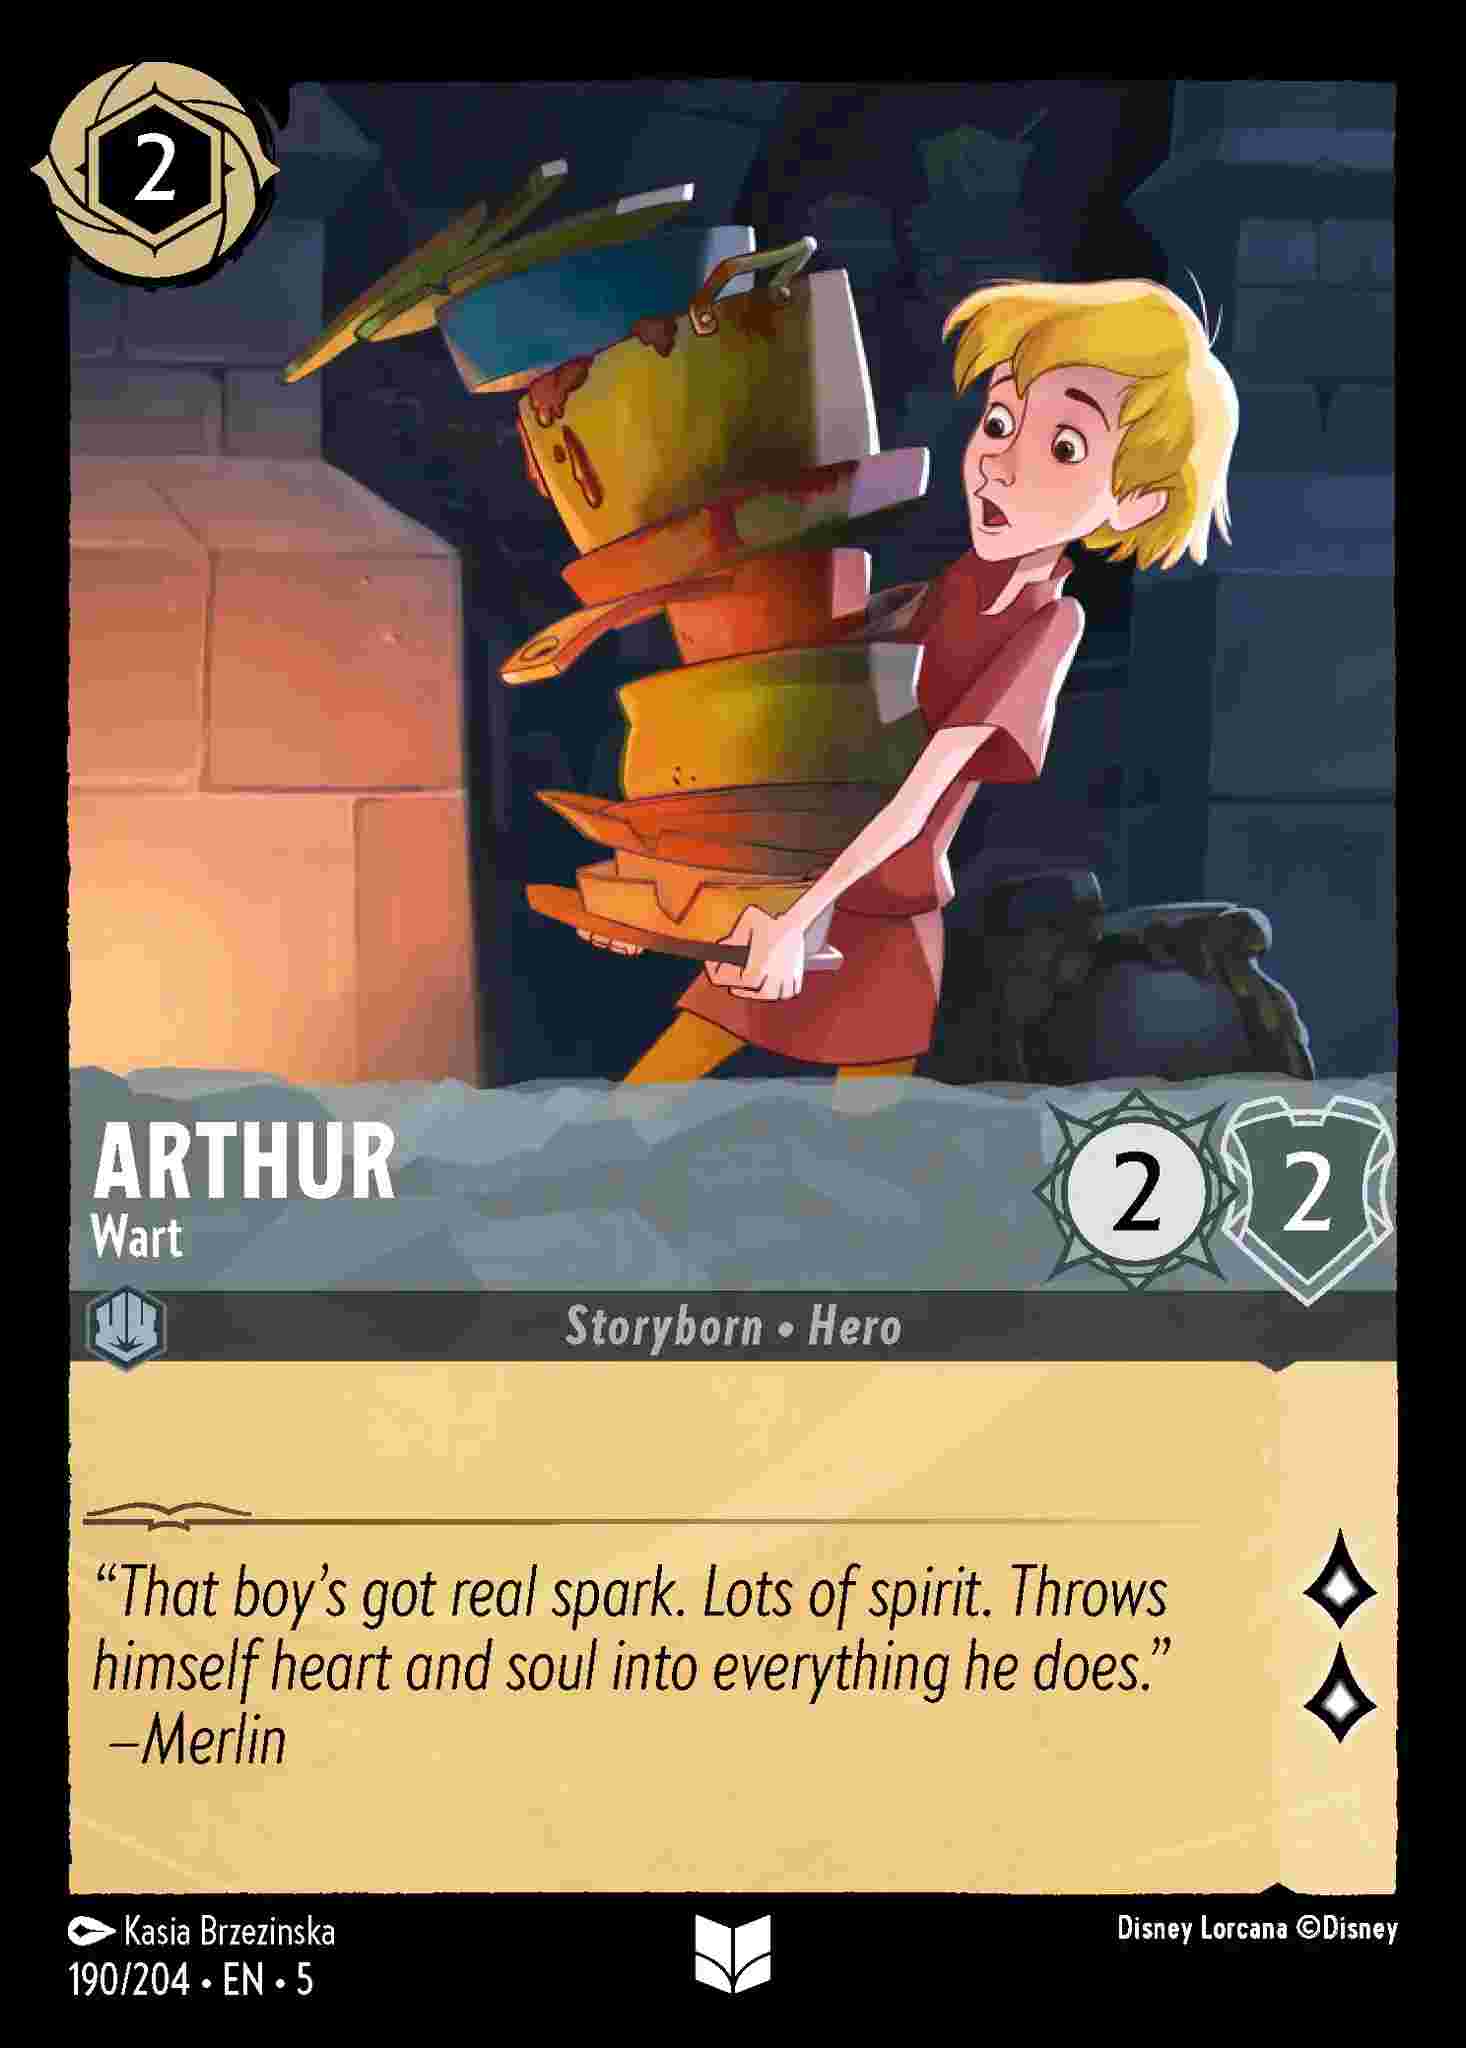 2
ARTHUR
Wart
2
2
Storyborn • Hero
“That boy’s got real spark. Lots of spirit. Throws
himself heart and soul into everything he does.”
–Merlin
Kasia Brzezinska
190/204 • EN • 5
Disney Lorcana ©Disney